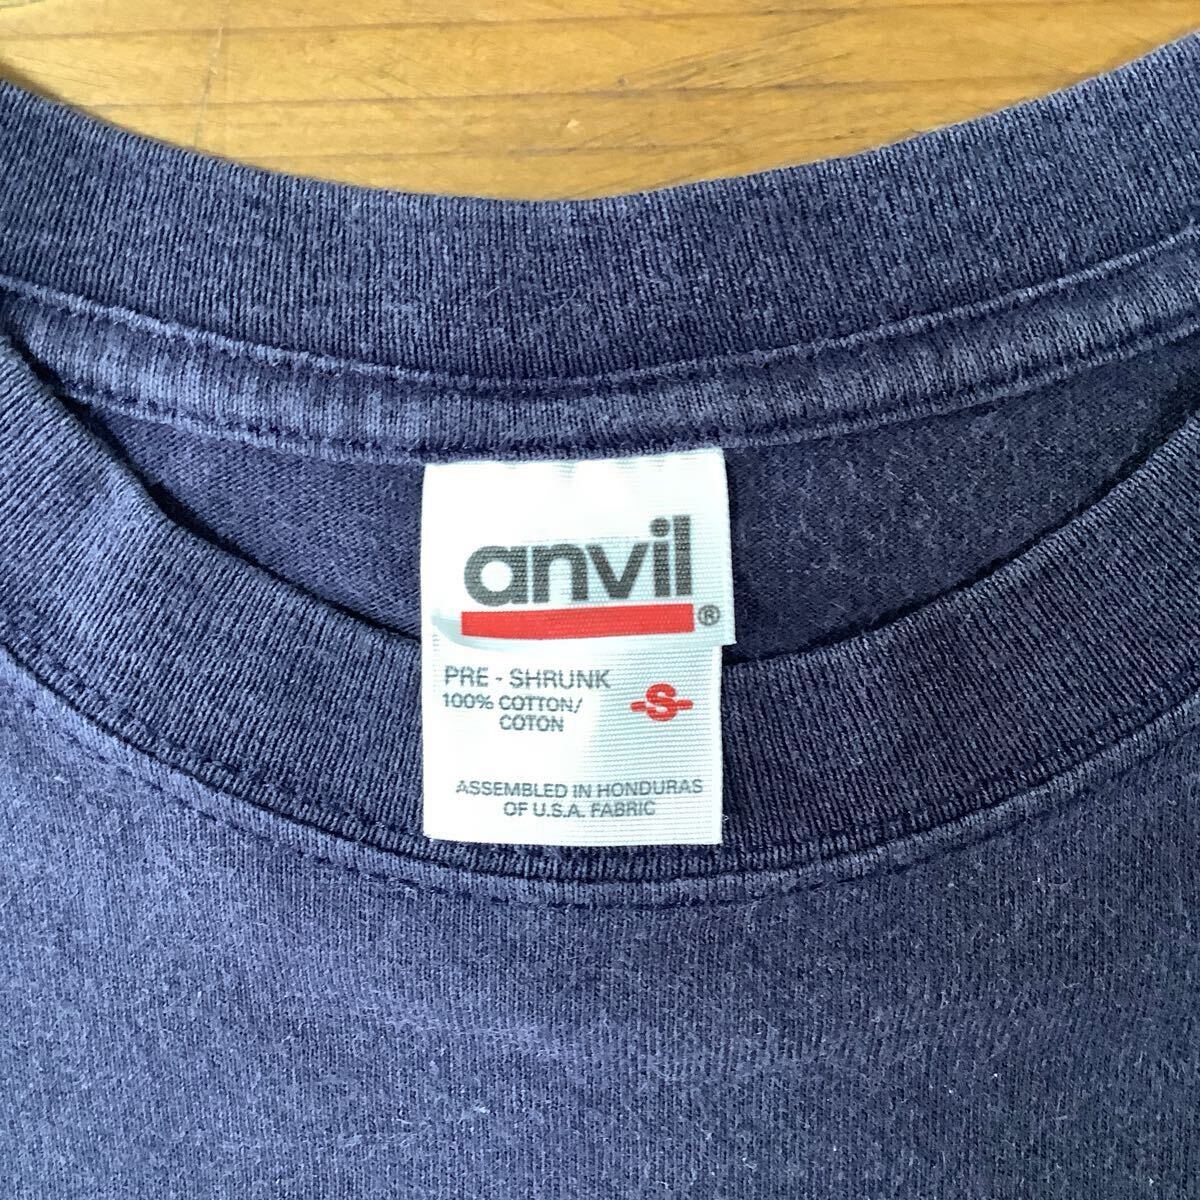 anvil®
PRE - SHRUNK
100% COTTON/
COTON
S
ASSEMBLED IN HONDURAS
OF U.S.A. FABRIC